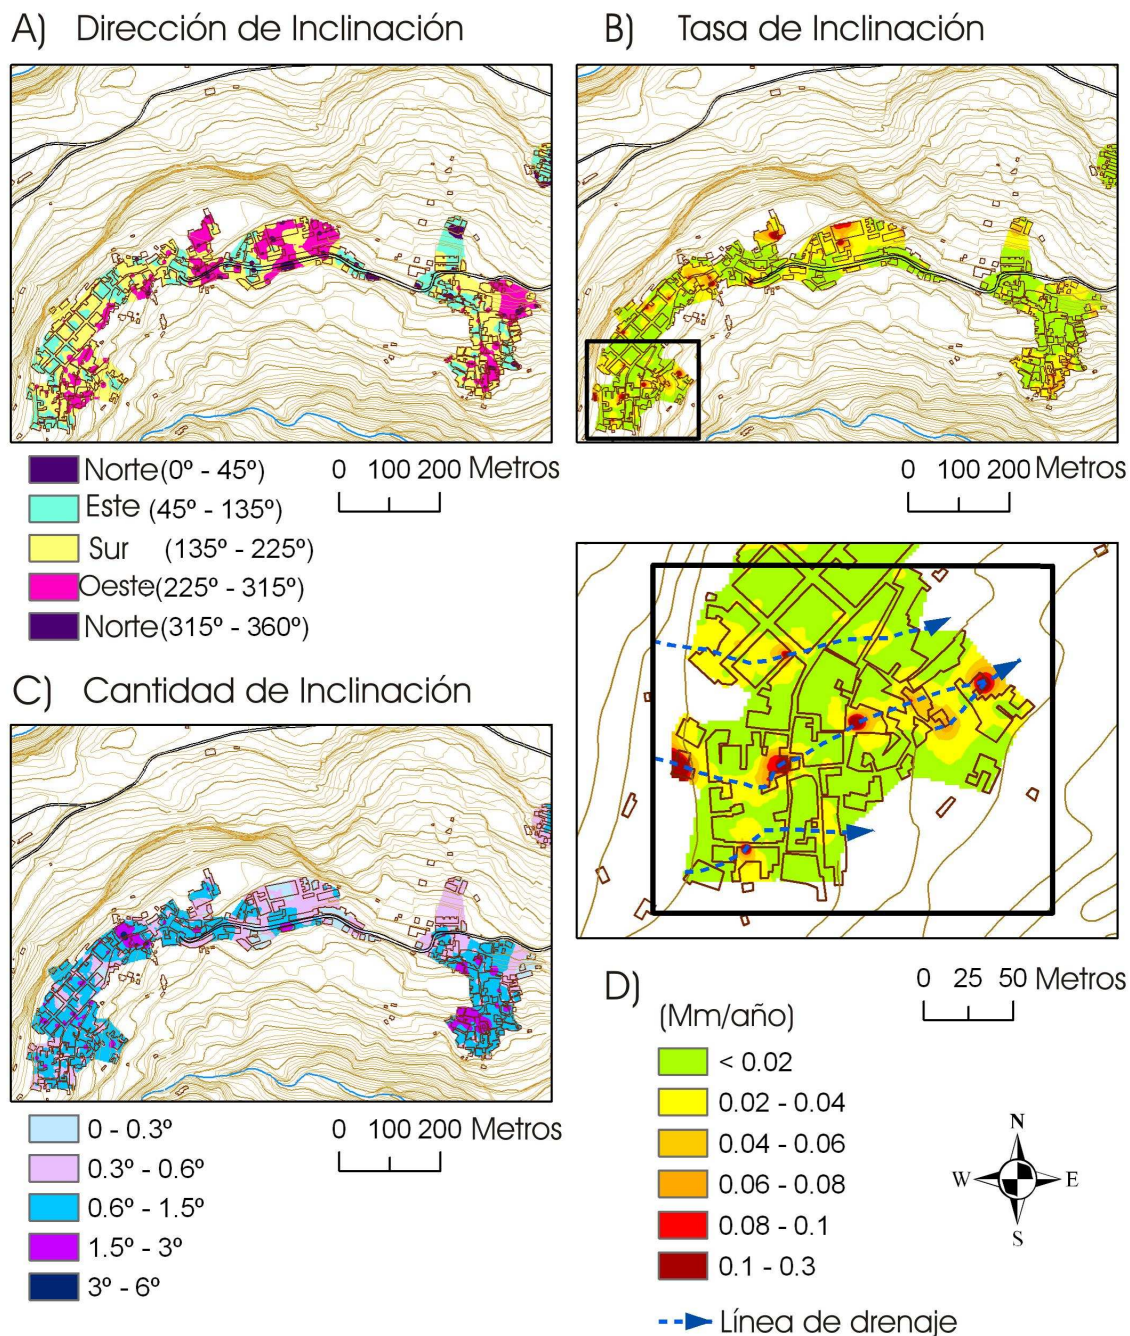 A) Dirección de Inclinación
B) Tasa de Inclinación
Norte (0º - 45º)
Este (45º - 135º)
Sur (135º - 225º)
Oeste (225º - 315º)
Norte (315º - 360º)
0 100 200 Metros
0 100 200 Metros
C) Cantidad de Inclinación
0 - 0.3º
0.3º - 0.6º
0.6º - 1.5º
1.5º - 3º
3º - 6º
0 100 200 Metros
D)
0 25 50 Metros
(Mm/año)
< 0.02
0.02 - 0.04
0.04 - 0.06
0.06 - 0.08
0.08 - 0.1
0.1 - 0.3
Línea de drenaje
N
W E
S